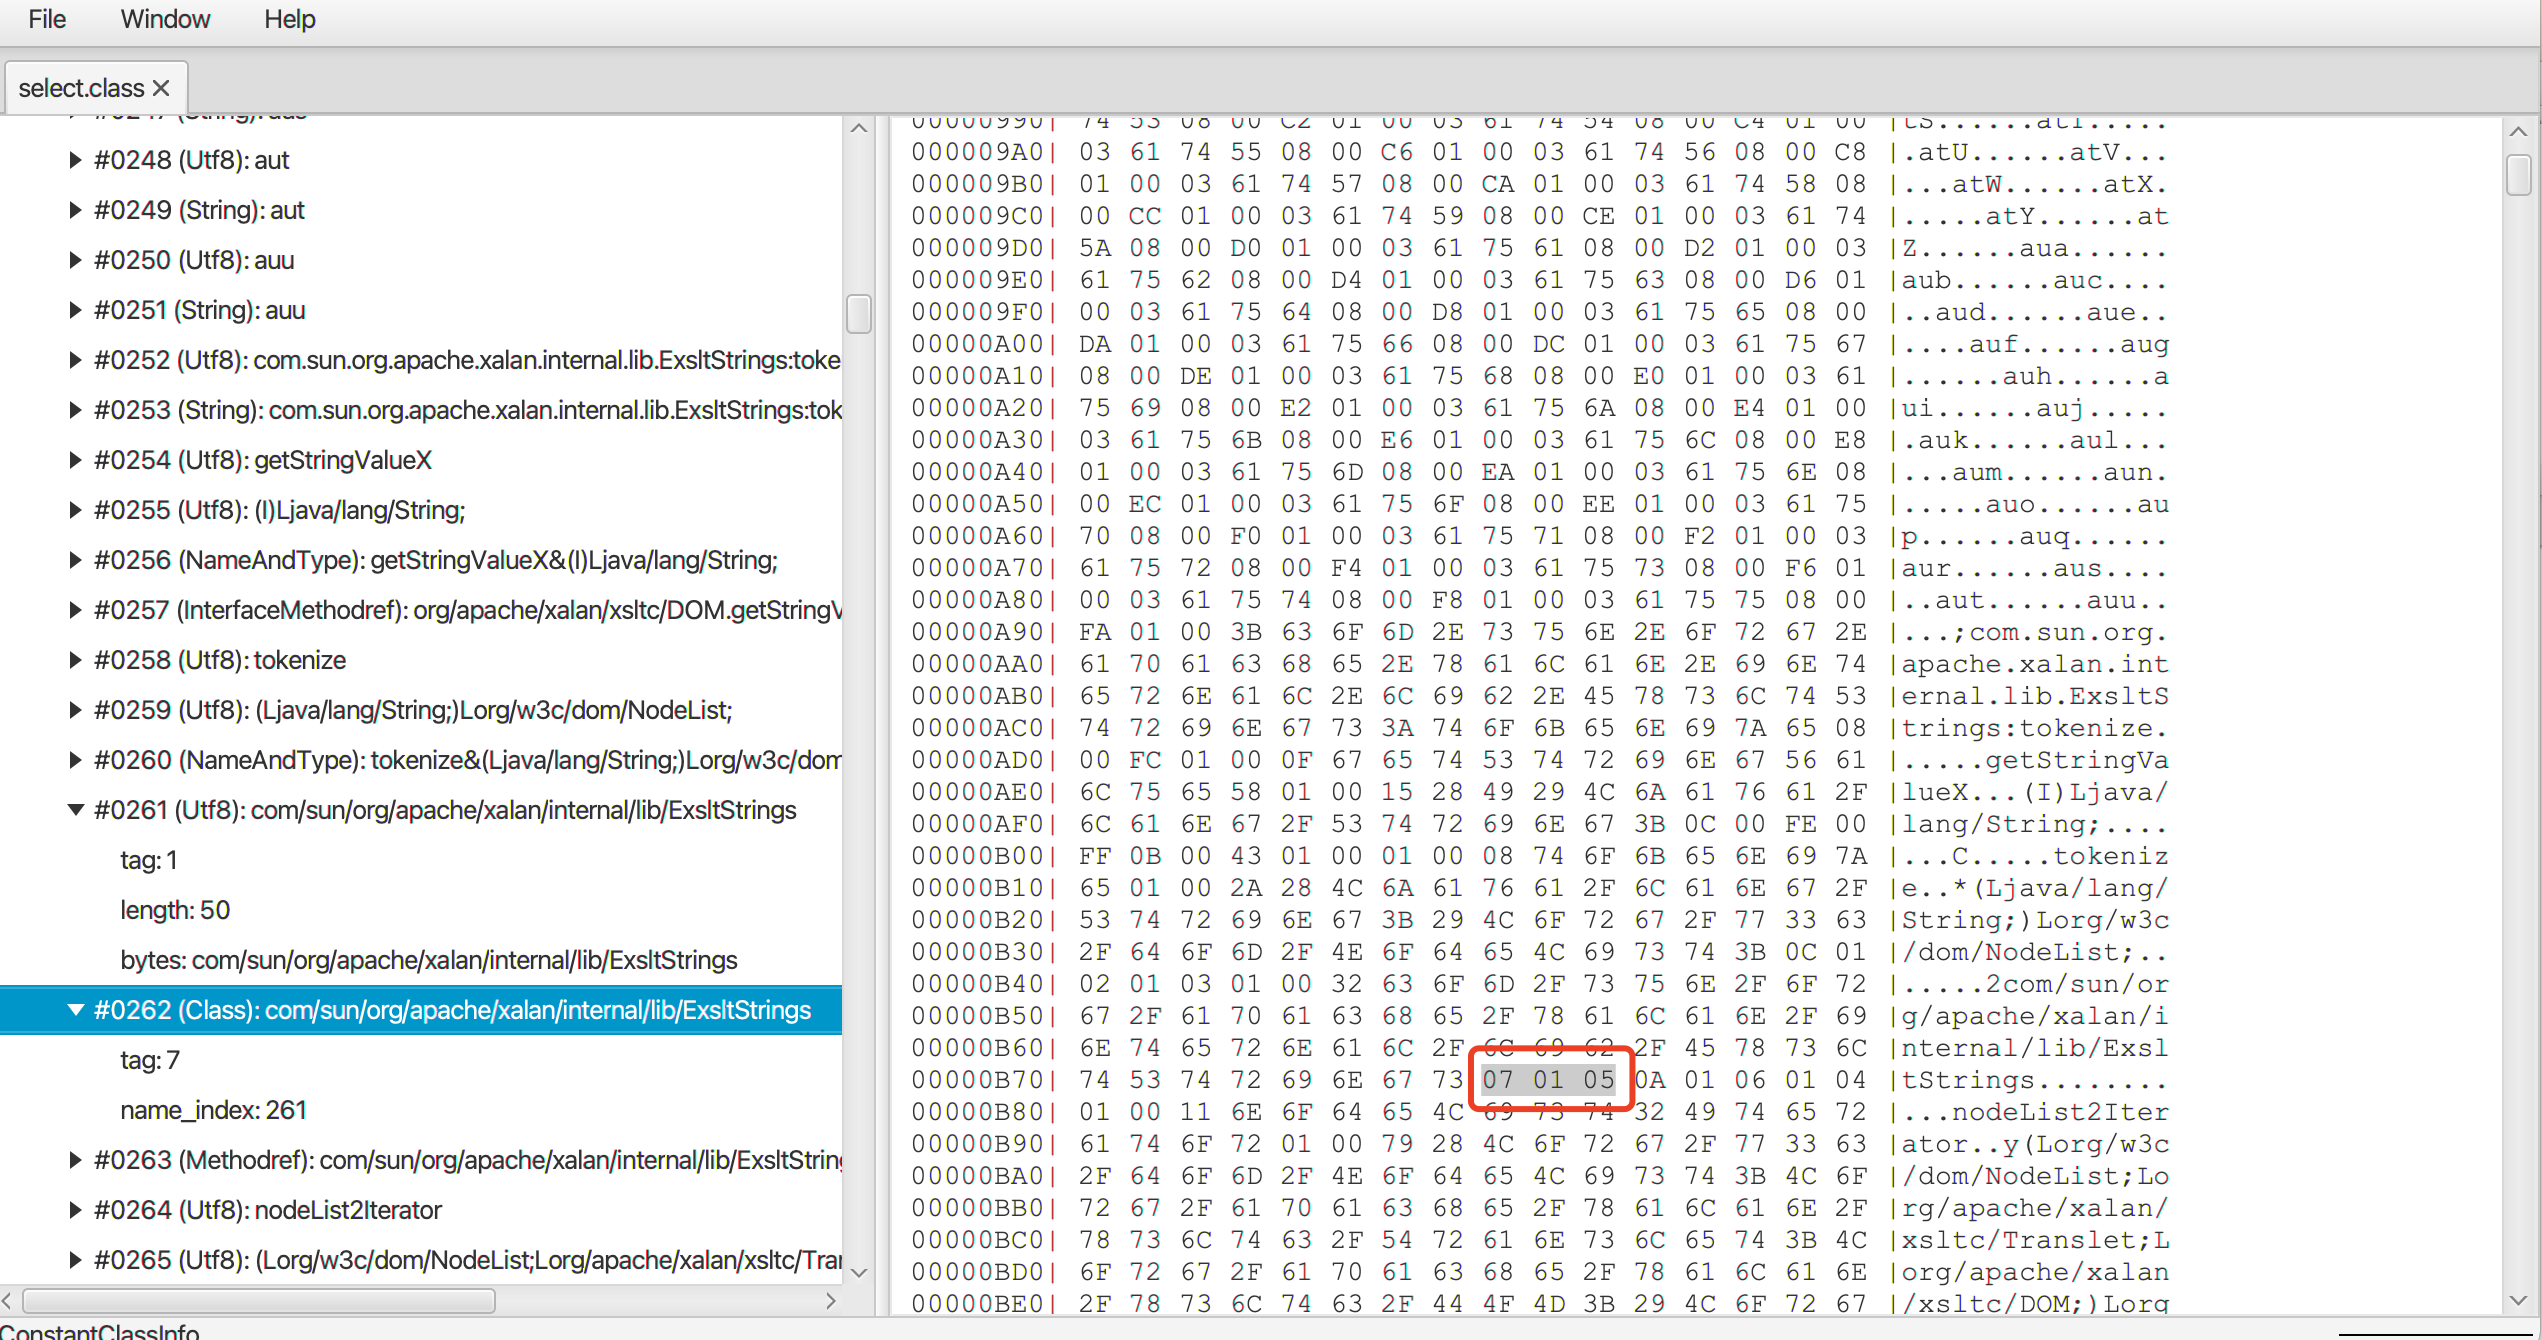 File Window Help
select.class
#0247 (String): aus
#0248 (Utf8): aut
#0249 (String): aut
#0250 (Utf8): auu
#0251 (String): auu
#0252 (Utf8): com.sun.org.apache.xalan.internal.lib.ExsltStrings:toke
#0253 (String): com.sun.org.apache.xalan.internal.lib.ExsltStrings:tok
#0254 (Utf8): getStringValueX
#0255 (Utf8): (I)Ljava/lang/String;
#0256 (NameAndType): getStringValueX&(I)Ljava/lang/String;
#0257 (InterfaceMethodref): org/apache/xalan/xsltc/DOM.getStringV
#0258 (Utf8): tokenize
#0259 (Utf8): (Ljava/lang/String;)Lorg/w3c/dom/NodeList;
#0260 (NameAndType): tokenize&(Ljava/lang/String;)Lorg/w3c/dom
#0261 (Utf8): com/sun/org/apache/xalan/internal/lib/ExsltStrings
tag: 1
length: 50
bytes: com/sun/org/apache/xalan/internal/lib/ExsltStrings
#0262 (Class): com/sun/org/apache/xalan/internal/lib/ExsltStrings
tag: 7
name_index: 261
#0263 (Methodref): com/sun/org/apache/xalan/internal/lib/ExsltStrin
#0264 (Utf8): nodeList2Iterator
#0265 (Utf8): (Lorg/w3c/dom/NodeList;Lorg/apache/xalan/xsltc/Tra
00000990| 74 53 08 00 C2 01 00 03 61 74 54 08 00 C4 01 00 |tS......atT.....
000009A0| 03 61 74 55 08 00 C6 01 00 03 61 74 56 08 00 C8 |.atU......atV...
000009B0| 01 00 03 61 74 57 08 00 CA 01 00 03 61 74 58 08 |...atW......atX.
000009C0| 00 CC 01 00 03 61 74 59 08 00 CE 01 00 03 61 74 |.....atY......at
000009D0| 5A 08 00 D0 01 00 03 61 75 61 08 00 D2 01 00 03 |Z......aua......
000009E0| 61 75 62 08 00 D4 01 00 03 61 75 63 08 00 D6 01 |aub......auc....
000009F0| 00 03 61 75 64 08 00 D8 01 00 03 61 75 65 08 00 |..aud......aue..
00000A00| DA 01 00 03 61 75 66 08 00 DC 01 00 03 61 75 67 |....auf......aug
00000A10| 08 00 DE 01 00 03 61 75 68 08 00 E0 01 00 03 61 |......auh......a
00000A20| 75 69 08 00 E2 01 00 03 61 75 6A 08 00 E4 01 00 |ui......auj.....
00000A30| 03 61 75 6B 08 00 E6 01 00 03 61 75 6C 08 00 E8 |.auk......aul...
00000A40| 01 00 03 61 75 6D 08 00 EA 01 00 03 61 75 6E 08 |...aum......aun.
00000A50| 00 EC 01 00 03 61 75 6F 08 00 EE 01 00 03 61 75 |.....auo......au
00000A60| 70 08 00 F0 01 00 03 61 75 71 08 00 F2 01 00 03 |p......auq......
00000A70| 61 75 72 08 00 F4 01 00 03 61 75 73 08 00 F6 01 |aur......aus....
00000A80| 00 03 61 75 74 08 00 F8 01 00 03 61 75 75 08 00 |..aut......auu..
00000A90| FA 01 00 3B 63 6F 6D 2E 73 75 6E 2E 6F 72 67 2E |...;com.sun.org.
00000AA0| 61 70 61 63 68 65 2E 78 61 6C 61 6E 2E 69 6E 74 |apache.xalan.int
00000AB0| 65 72 6E 61 6C 2E 6C 69 62 2E 45 78 73 6C 74 53 |ernal.lib.ExsltS
00000AC0| 74 72 69 6E 67 73 3A 74 6F 6B 65 6E 69 7A 65 08 |trings:tokenize.
00000AD0| 00 FC 01 00 0F 67 65 74 53 74 72 69 6E 67 56 61 |.....getStringVa
00000AE0| 6C 75 65 58 01 00 15 28 49 29 4C 6A 61 76 61 2F |lueX...(I)Ljava/
00000AF0| 6C 61 6E 67 2F 53 74 72 69 6E 67 3B 0C 00 FE 00 |lang/String;....
00000B00| FF 0B 00 43 01 00 01 00 08 74 6F 6B 65 6E 69 7A |...C.....tokeniz
00000B10| 65 01 00 2A 28 4C 6A 61 76 61 2F 6C 61 6E 67 2F |e..*(Ljava/lang/
00000B20| 53 74 72 69 6E 67 3B 29 4C 6F 72 67 2F 77 33 63 |String;)Lorg/w3c
00000B30| 2F 64 6F 6D 2F 4E 6F 64 65 4C 69 73 74 3B 0C 01 |/dom/NodeList;..
00000B40| 02 01 03 01 00 32 63 6F 6D 2F 73 75 6E 2F 6F 72 |.....2com/sun/or
00000B50| 67 2F 61 70 61 63 68 65 2F 78 61 6C 61 6E 2F 69 |g/apache/xalan/i
00000B60| 6E 74 65 72 6E 61 6C 2F 6C 69 62 2F 45 78 73 6C |nternal/lib/Exsl
00000B70| 74 53 74 72 69 6E 67 73 07 01 05 0A 01 06 01 04 |tStrings........
00000B80| 01 00 11 6E 6F 64 65 4C 69 73 74 32 49 74 65 72 |...nodeList2Iter
00000B90| 61 74 6F 72 01 00 79 28 4C 6F 72 67 2F 77 33 63 |ator..y(Lorg/w3c
00000BA0| 2F 64 6F 6D 2F 4E 6F 64 65 4C 69 73 74 3B 4C 6F |/dom/NodeList;Lo
00000BB0| 72 67 2F 61 70 61 63 68 65 2F 78 61 6C 61 6E 2F |rg/apache/xalan/
00000BC0| 78 73 6C 74 63 2F 54 72 61 6E 73 6C 65 74 3B 4C |xsltc/Translet;L
00000BD0| 6F 72 67 2F 61 70 61 63 68 65 2F 78 61 6C 61 6E |org/apache/xalan
00000BE0| 2F 78 73 6C 74 63 2F 44 4F 4D 3B 29 4C 6F 72 67 |/xsltc/DOM;)Lorg
ConstantClassInfo